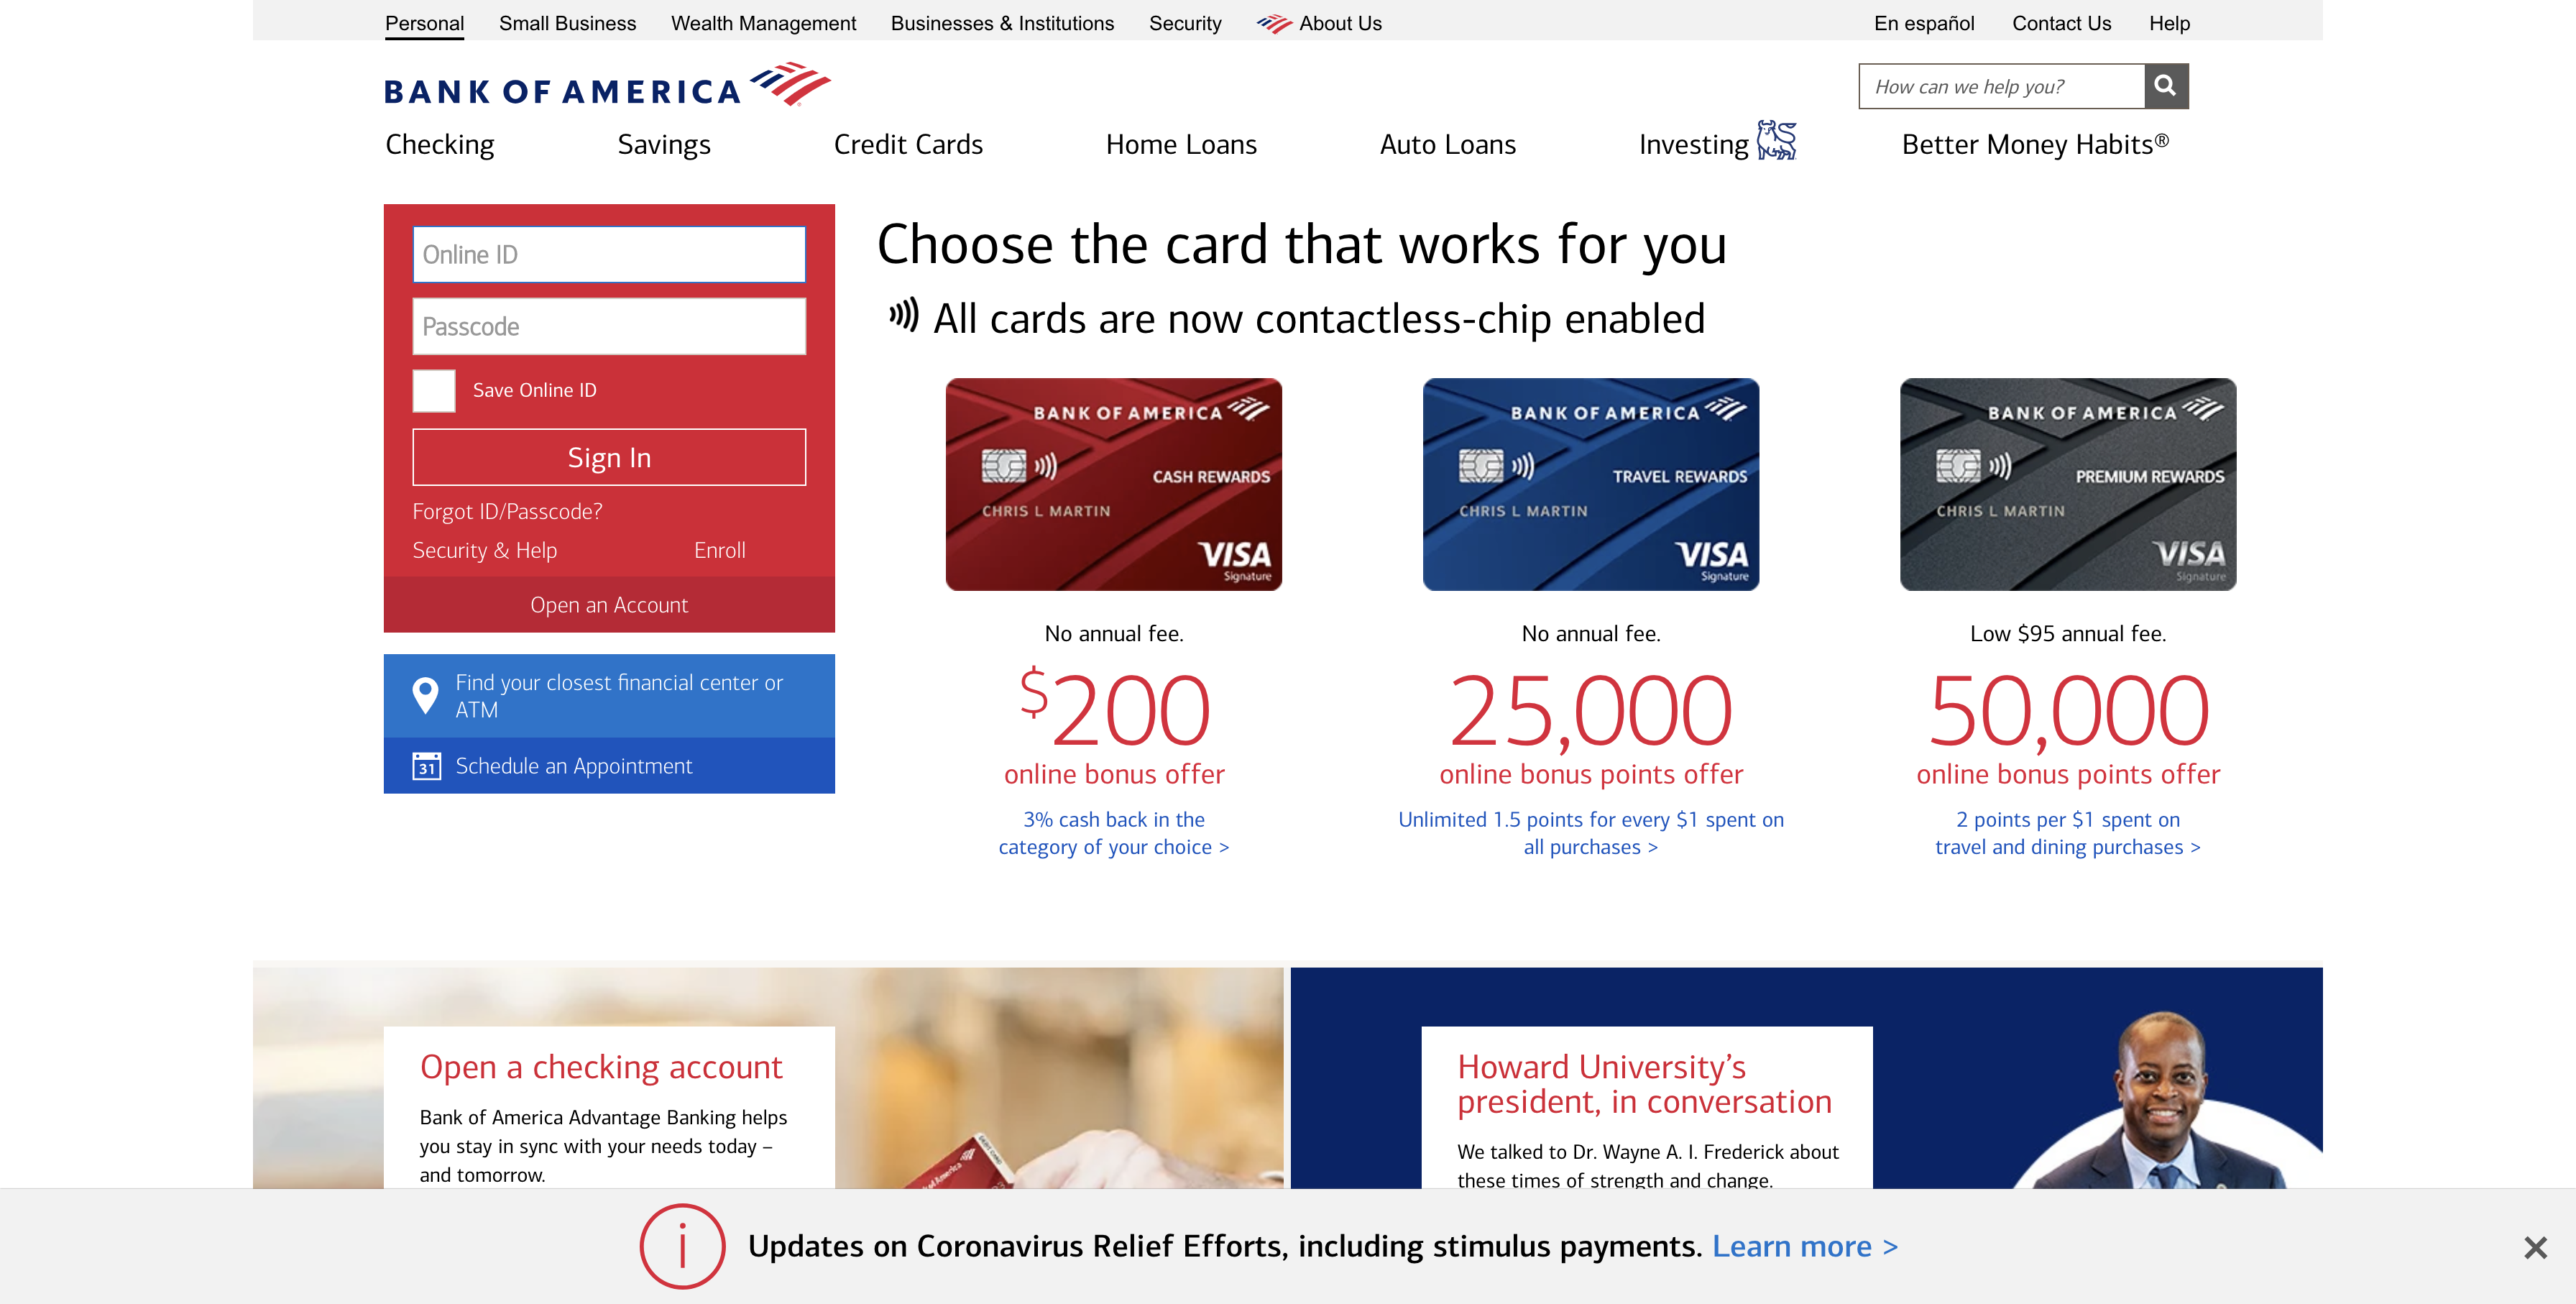 Personal Small Business Wealth Management Businesses & Institutions Security About Us En español Contact Us Help
BANK OF AMERICA
How can we help you?
Checking Savings Credit Cards Home Loans Auto Loans Investing Better Money Habits®
Online ID
Passcode
Save Online ID
Sign In
Forgot ID/Passcode?
Security & Help Enroll
Open an Account
Find your closest financial center or
ATM
31
Schedule an Appointment
Choose the card that works for you
All cards are now contactless-chip enabled
BANK OF AMERICA
CASH REWARDS
CHRIS L MARTIN
VISA
Signature
No annual fee.
$200
online bonus offer
3% cash back in the
category of your choice >
BANK OF AMERICA
TRAVEL REWARDS
CHRIS L MARTIN
VISA
Signature
No annual fee.
25,000
online bonus points offer
Unlimited 1.5 points for every $1 spent on
all purchases >
BANK OF AMERICA
PREMIUM REWARDS
CHRIS L MARTIN
VISA
Signature
Low $95 annual fee.
50,000
online bonus points offer
2 points per $1 spent on
travel and dining purchases >
Open a checking account
Bank of America Advantage Banking helps
you stay in sync with your needs today –
and tomorrow.
Howard University’s
president, in conversation
We talked to Dr. Wayne A. I. Frederick about
these times of strength and change.
Updates on Coronavirus Relief Efforts, including stimulus payments. Learn more >